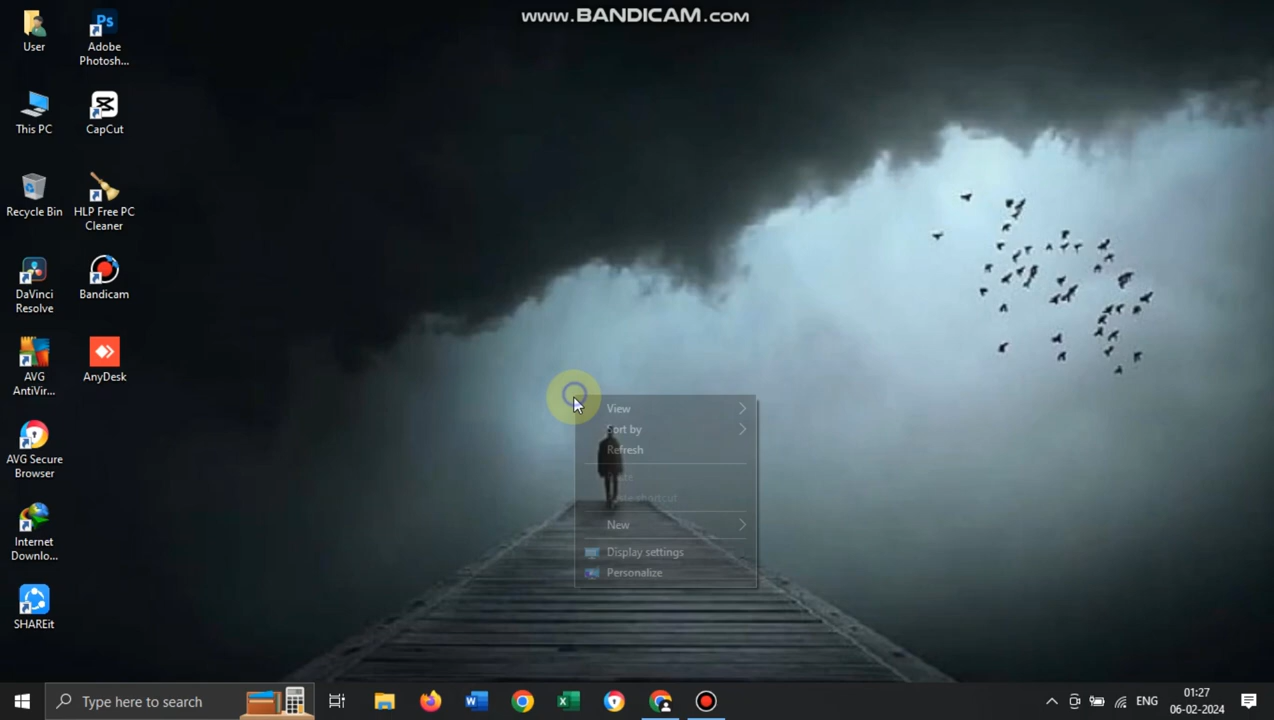 www.BANDICAM.com
User
Adobe
Photosh...
This PC
CapCut
Recycle Bin
HLP Free PC
Cleaner
DaVinci
Resolve
Bandicam
AVG
AntiVir...
AnyDesk
AVG Secure
Browser
Internet
Downlo...
SHAREit
View
Sort by
Refresh
Paste shortcut
New
Display settings
Personalize
Type here to search
ENG
01:27
06-02-2024